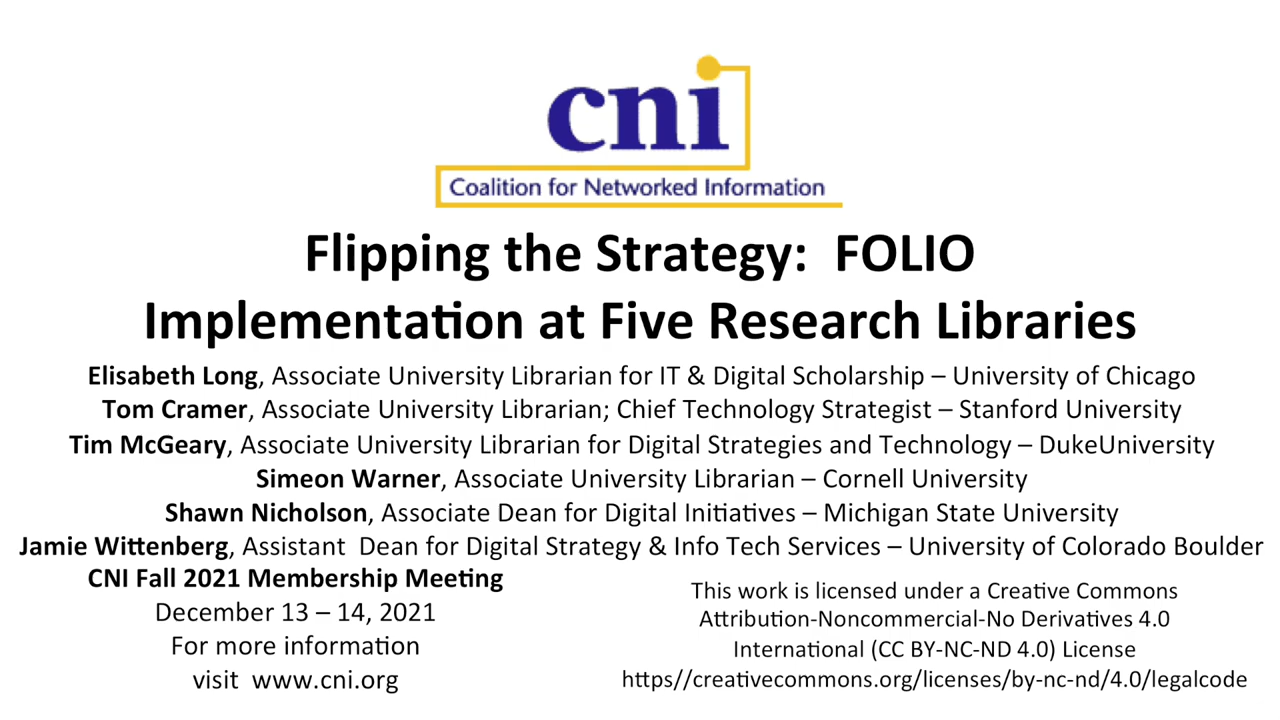 cni
Coalition for Networked Information
Flipping the Strategy:  FOLIO
Implementation at Five Research Libraries
Elisabeth Long, Associate University Librarian for IT & Digital Scholarship – University of Chicago
Tom Cramer, Associate University Librarian; Chief Technology Strategist – Stanford University
Tim McGeary, Associate University Librarian for Digital Strategies and Technology – DukeUniversity
Simeon Warner, Associate University Librarian – Cornell University
Shawn Nicholson, Associate Dean for Digital Initiatives – Michigan State University
Jamie Wittenberg, Assistant  Dean for Digital Strategy & Info Tech Services – University of Colorado Boulder
CNI Fall 2021 Membership Meeting
December 13 – 14, 2021
For more information
visit  www.cni.org
This work is licensed under a Creative Commons
Attribution-Noncommercial-No Derivatives 4.0
International (CC BY-NC-ND 4.0) License
https//creativecommons.org/licenses/by-nc-nd/4.0/legalcode